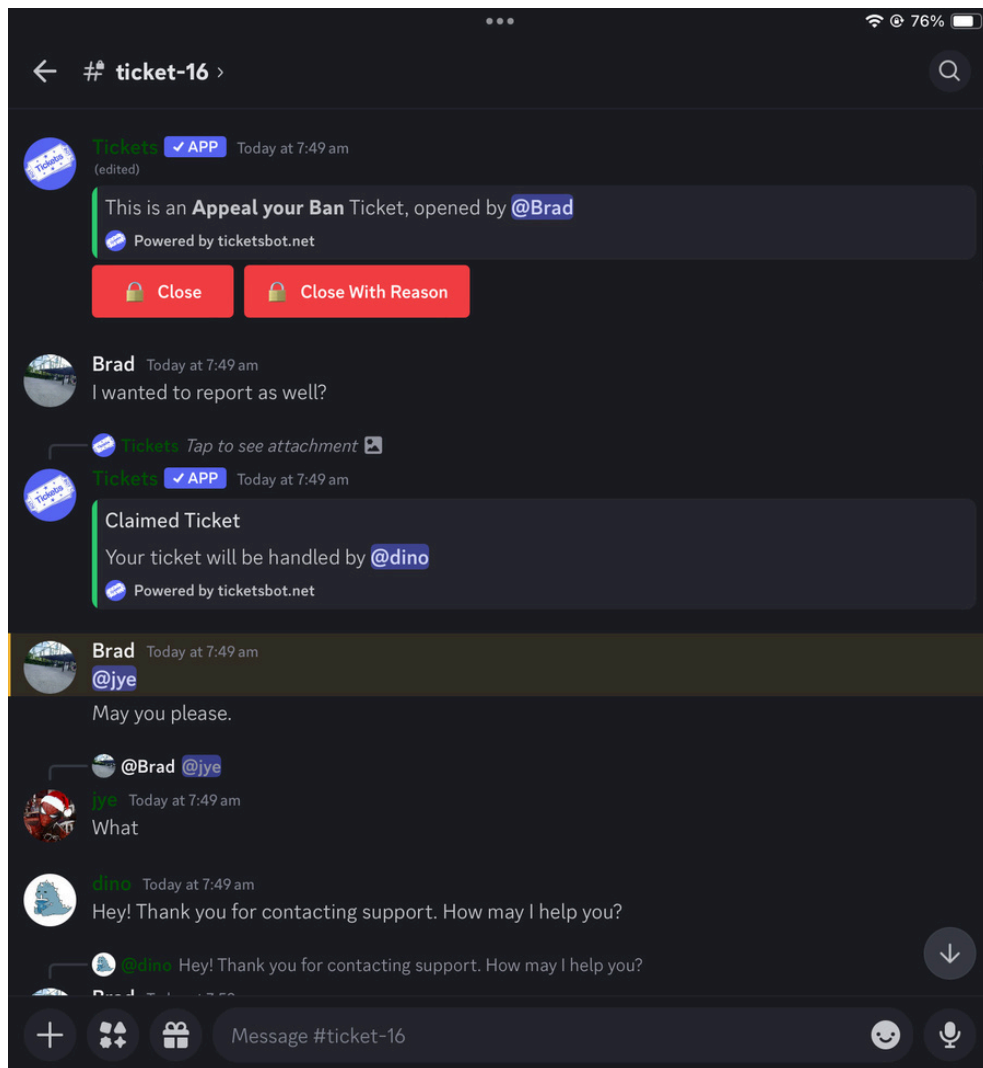 76%
# ticket-16 >
Tickets ✓ APP Today at 7:49 am
(edited)
Tickets
This is an Appeal your Ban Ticket, opened by @Brad
Powered by ticketsbot.net
Close
Close With Reason
Brad Today at 7:49 am
I wanted to report as well?
Tickets Tap to see attachment
Tickets ✓ APP Today at 7:49 am
Tickets
Claimed Ticket
Your ticket will be handled by @dino
Powered by ticketsbot.net
Brad Today at 7:49 am
@jye
May you please.
@Brad @jye
jye Today at 7:49 am
What
dino Today at 7:49 am
Hey! Thank you for contacting support. How may I help you?
@dino Hey! Thank you for contacting support. How may I help you?
Brad
Message #ticket-16